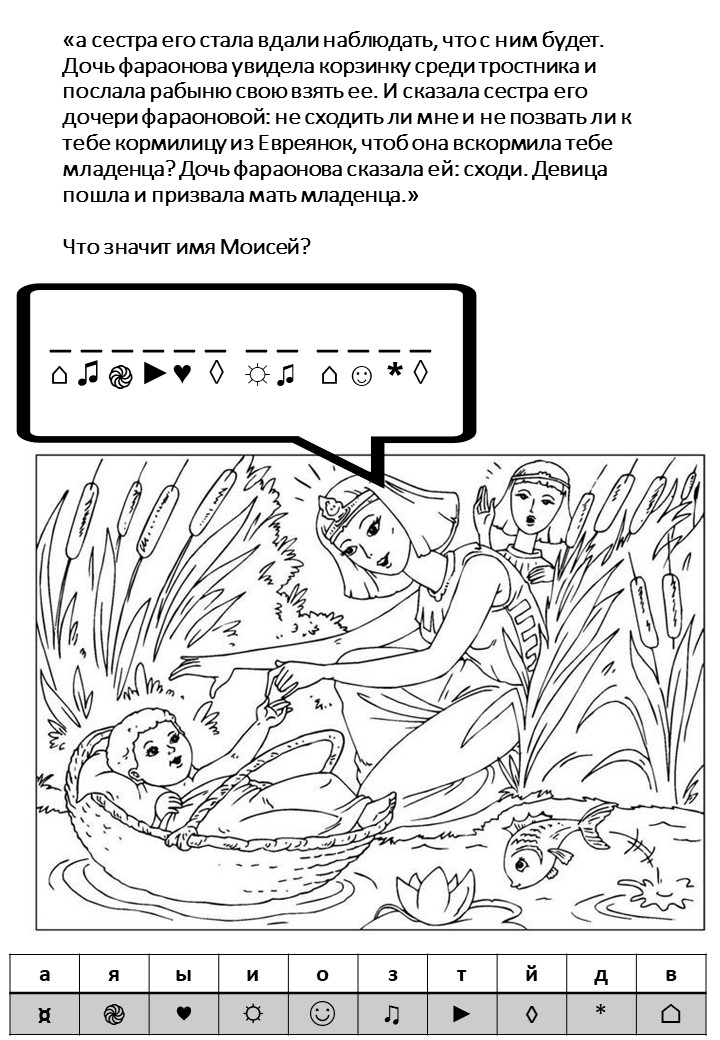 «а сестра его стала вдали наблюдать, что с ним будет.
Дочь фараонова увидела корзинку среди тростника и
послала рабыню свою взять ее. И сказала сестра его
дочери фараоновой: не сходить ли мне и не позвать ли к
тебе кормилицу из Евреянок, чтоб она вскормила тебе
младенца? Дочь фараонова сказала ей: сходи. Девица
пошла и призвала мать младенца.»
Что значит имя Моисей?
_ _ _ _ _ _ _ _ _ _ _ _
⌂ ♫ ֎ ► ♥ ◊ ☼ ♫ ⌂ ☺ * ◊
а я ы и о з т й д в
¤ ֎ ♥ ☼ ☺ ♫ ► ◊ * ⌂